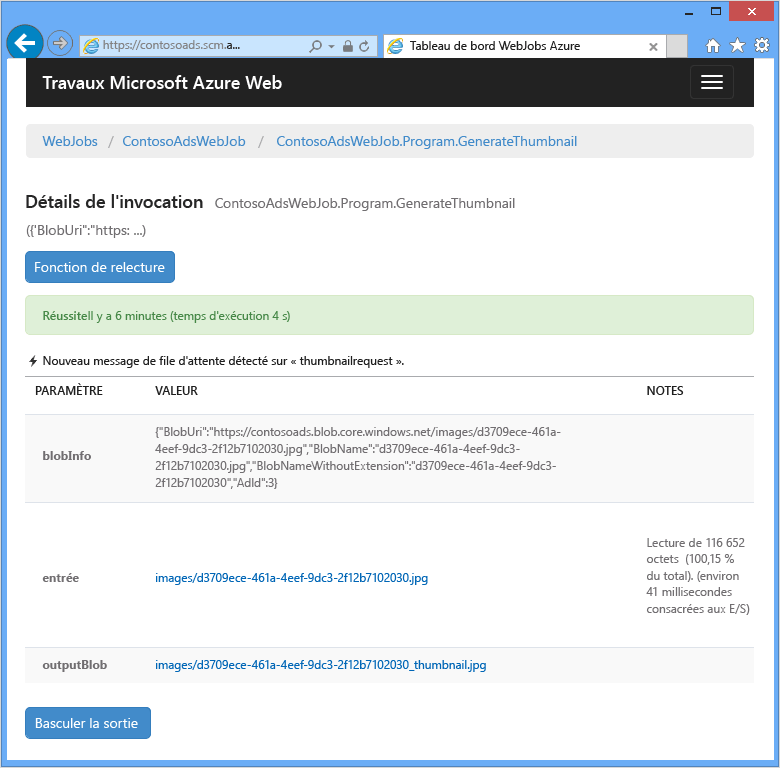 https://contosoads.scm.a...
Tableau de bord WebJobs Azure
Travaux Microsoft Azure Web
WebJobs / ContosoAdsWebJob / ContosoAdsWebJob.Program.GenerateThumbnail
Détails de l'invocation ContosoAdsWebJob.Program.GenerateThumbnail
({'BlobUri":"https: ...)
Fonction de relecture
RéussiteIl y a 6 minutes (temps d'exécution 4 s)
Nouveau message de file d'attente détecté sur « thumbnailrequest ».
PARAMÈTRE VALEUR NOTES
blobInfo
{"BlobUri":"https://contosoads.blob.core.windows.net/images/d3709ece-461a-
4eef-9dc3-2f12b7102030.jpg","BlobName":"d3709ece-461a-4eef-9dc3-
2f12b7102030.jpg","BlobNameWithoutExtension":"d3709ece-461a-4eef-9dc3-
2f12b7102030","AdId":3}
entrée
images/d3709ece-461a-4eef-9dc3-2f12b7102030.jpg
Lecture de 116 652
octets (100,15 %
du total). (environ
41 millisecondes
consacrées aux E/S)
outputBlob
images/d3709ece-461a-4eef-9dc3-2f12b7102030_thumbnail.jpg
Basculer la sortie